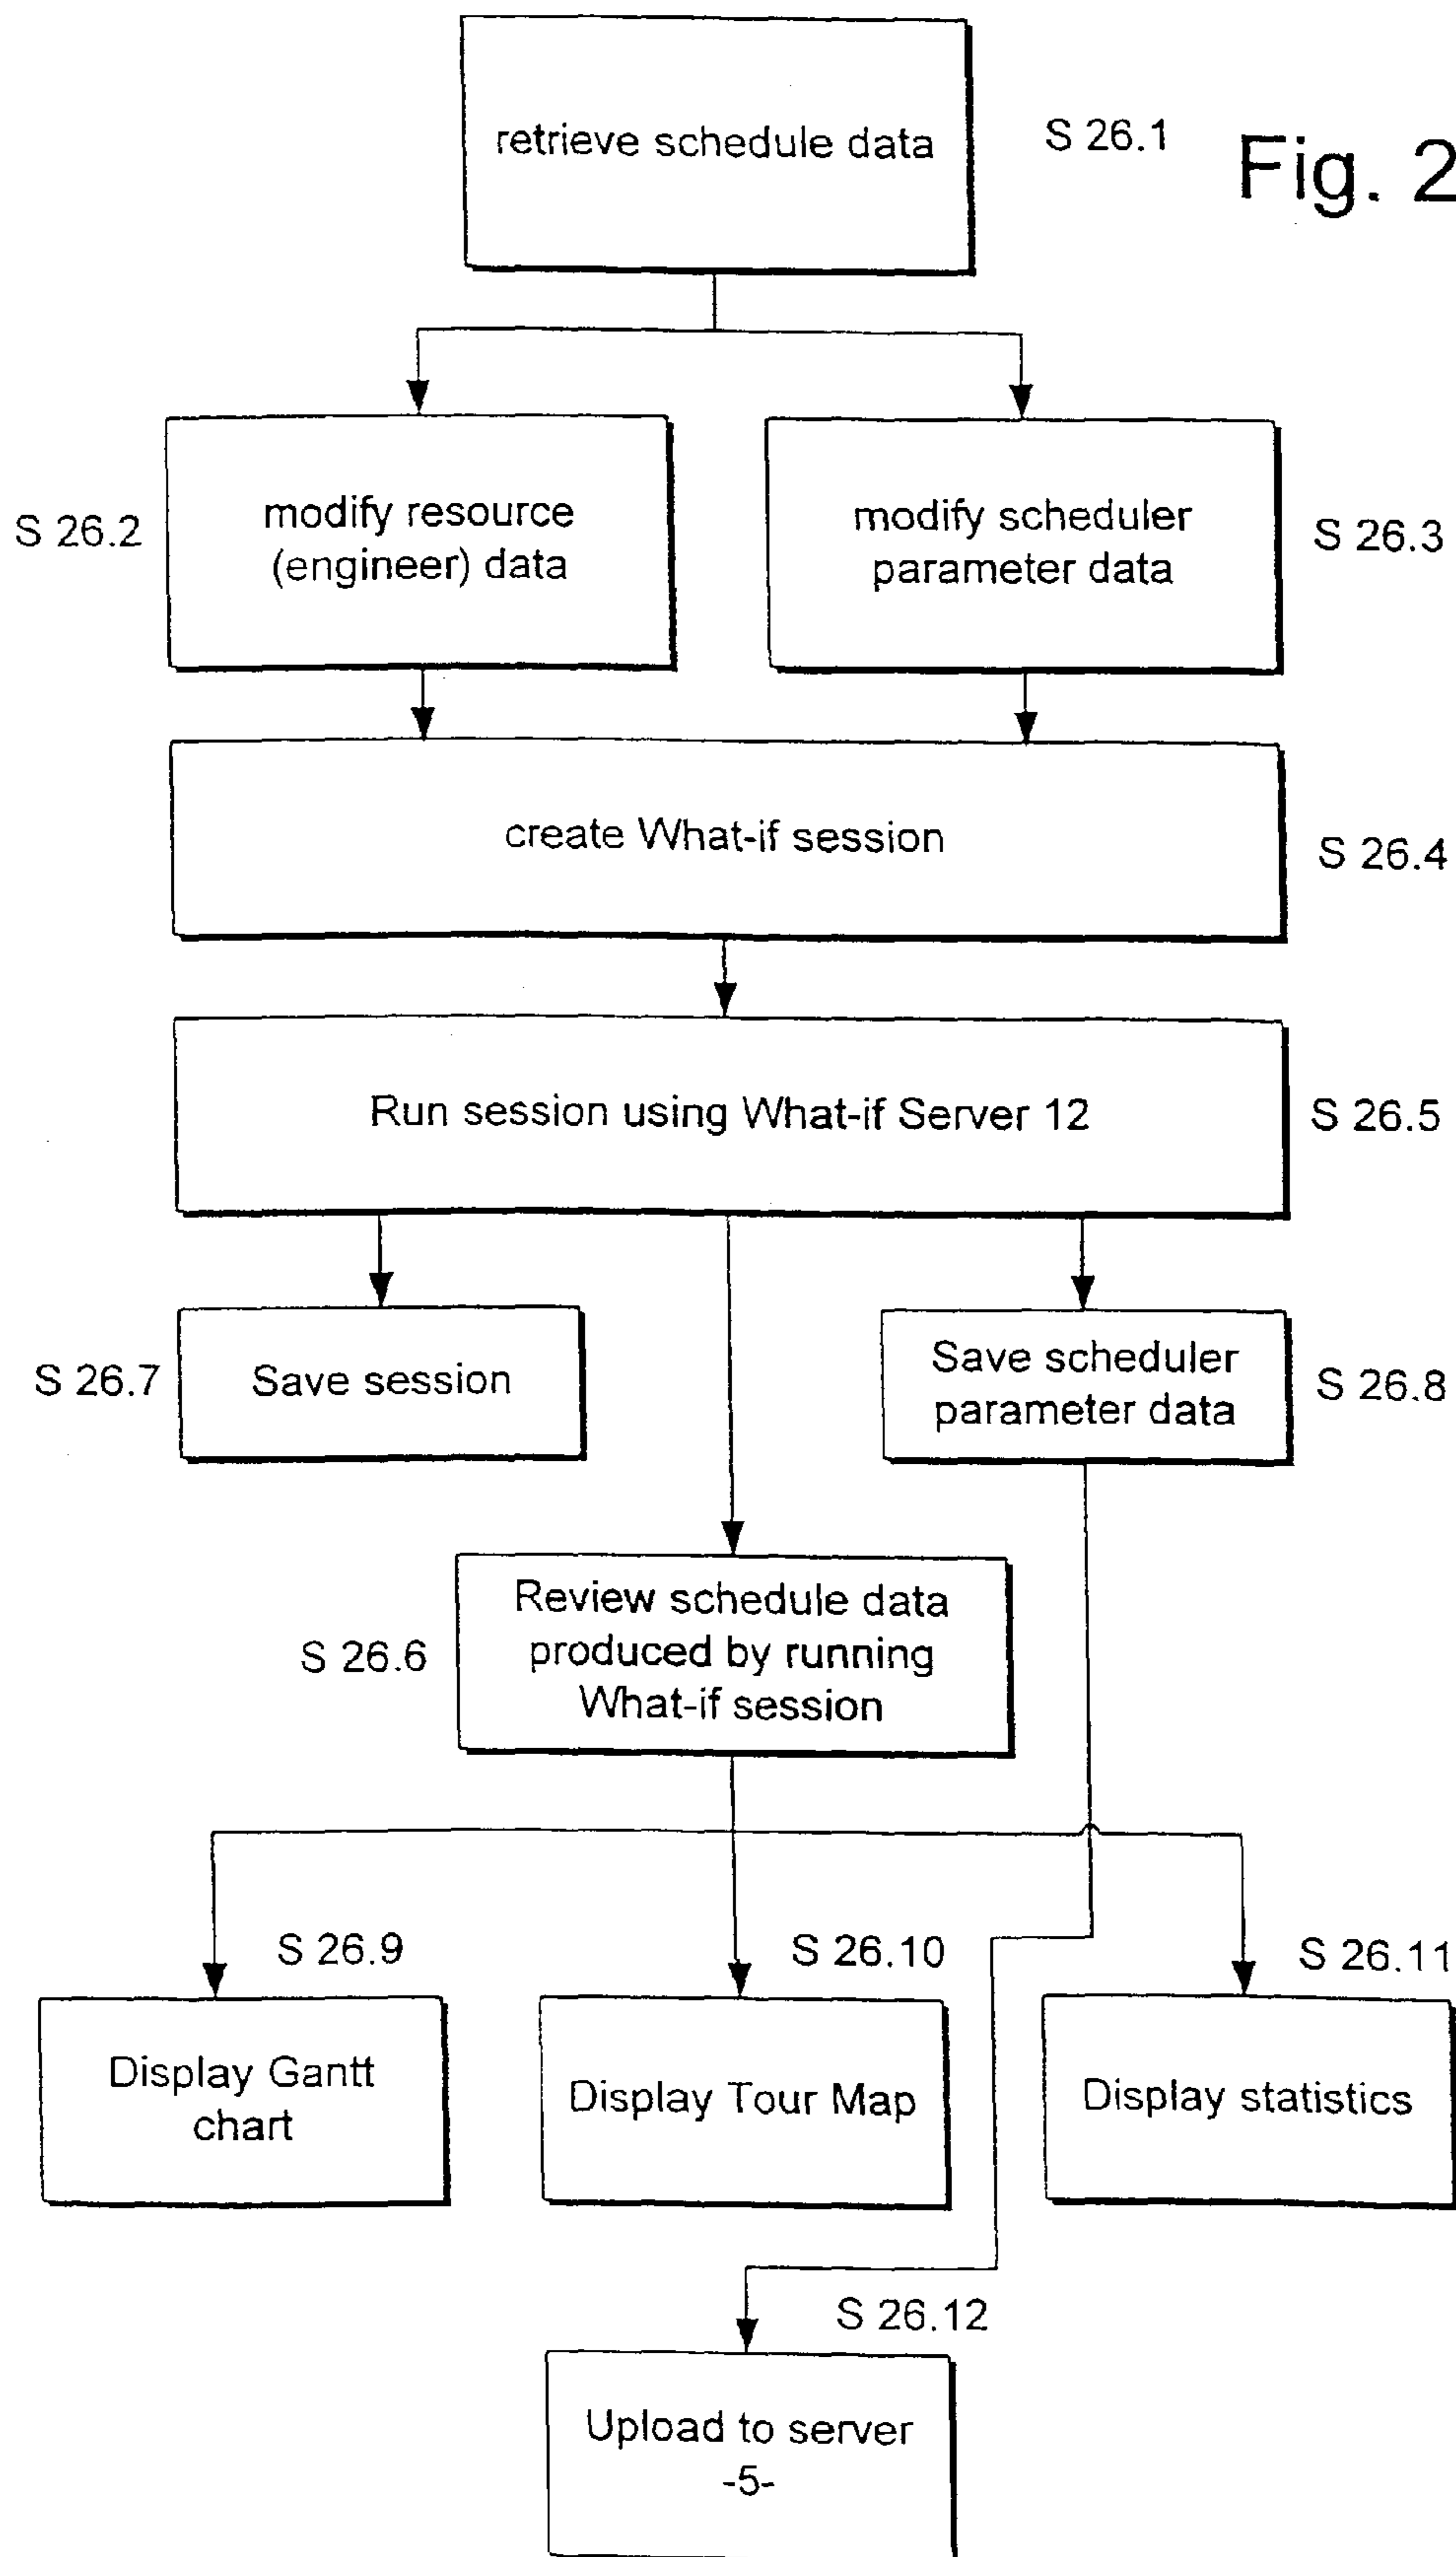 retrieve schedule data
S 26.1
Fig. 2
S 26.2
modify resource
(engineer) data
modify scheduler
parameter data
S 26.3
create What-if session
S 26.4
Run session using What-if Server 12
S 26.5
S 26.7
Save session
Save scheduler
parameter data
S 26.8
S 26.6
Review schedule data
produced by running
What-if session
S 26.9
S 26.10
S 26.11
Display Gantt
chart
Display Tour Map
Display statistics
S 26.12
Upload to server
-5-